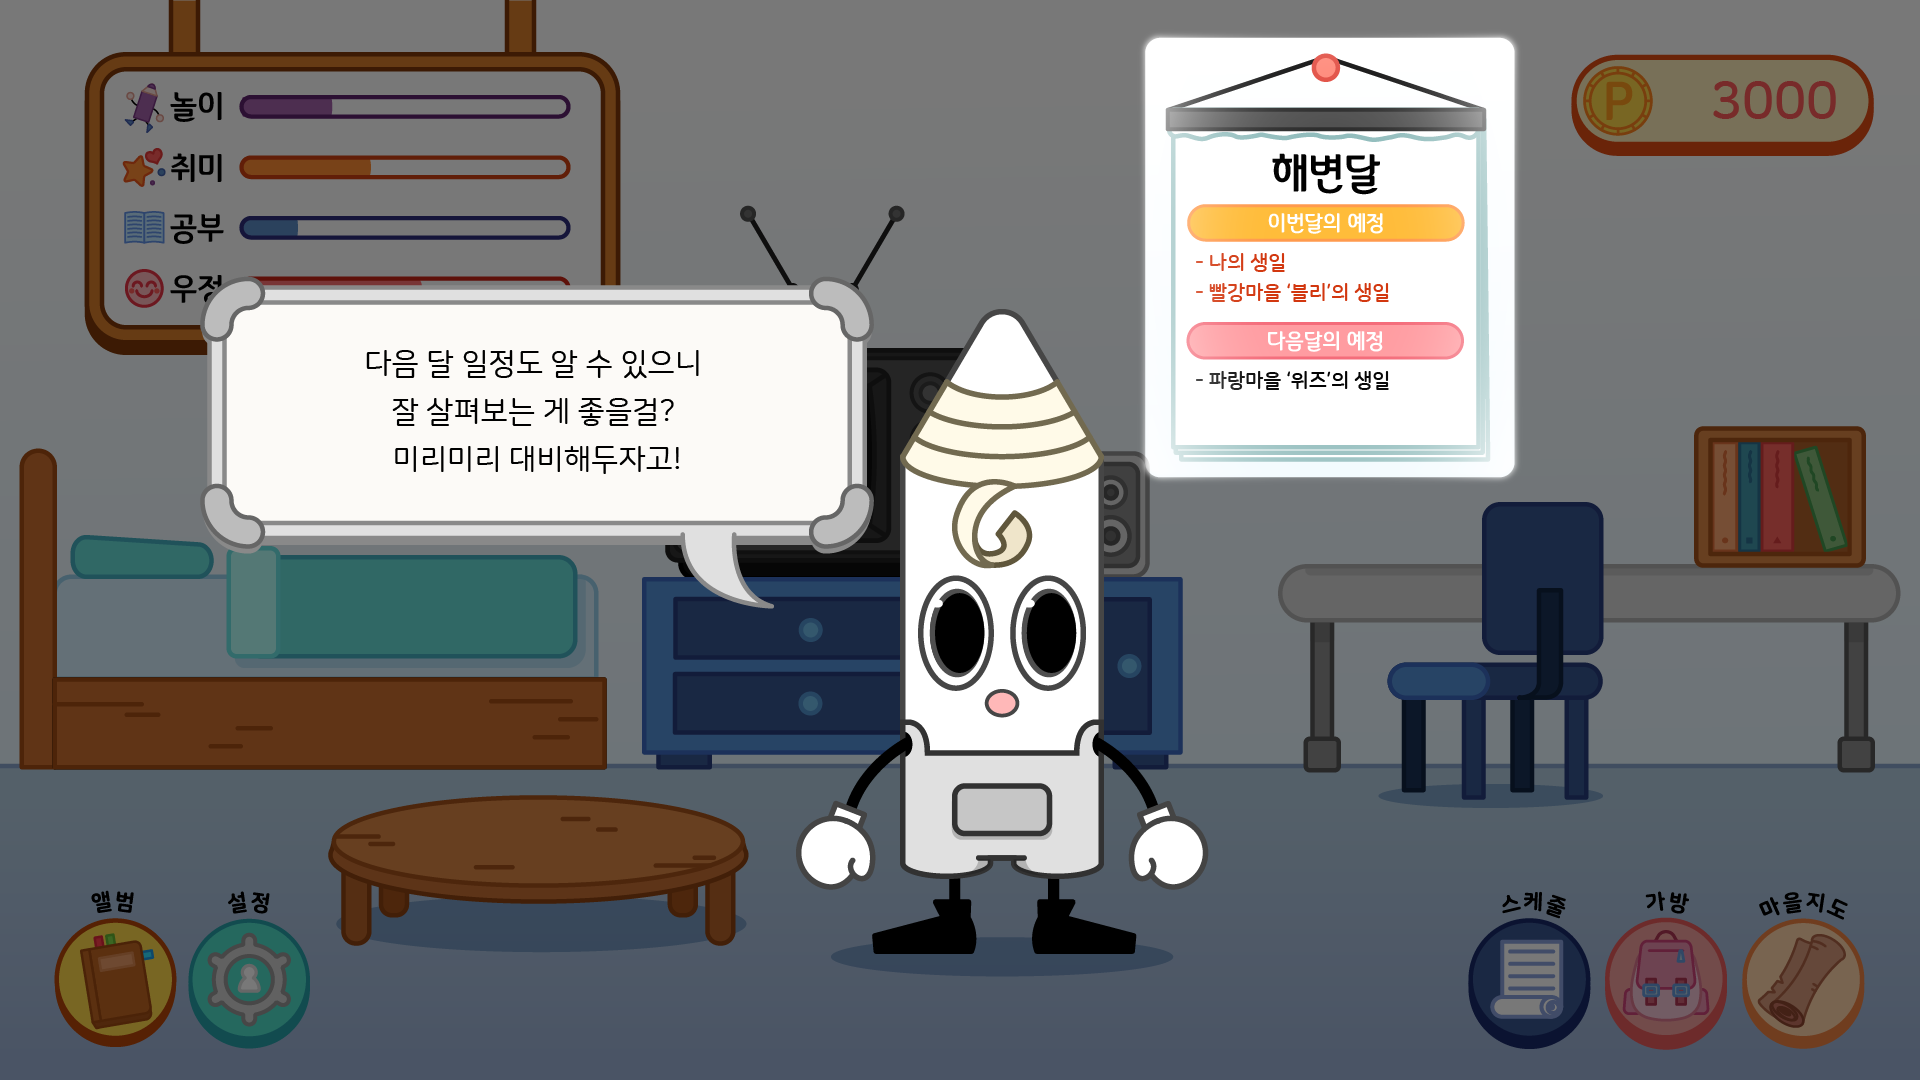 놀이
취미
공부
우정
다음 달 일정도 알 수 있으니
잘 살펴보는 게 좋을걸?
미리미리 대비해두자고!
해변달
이번달의 예정
- 나의 생일
- 빨강마을 ‘블리’의 생일
다음달의 예정
- 파랑마을 ‘위즈’의 생일
P 3000
앨범
설정
스케줄
가방
마을지도